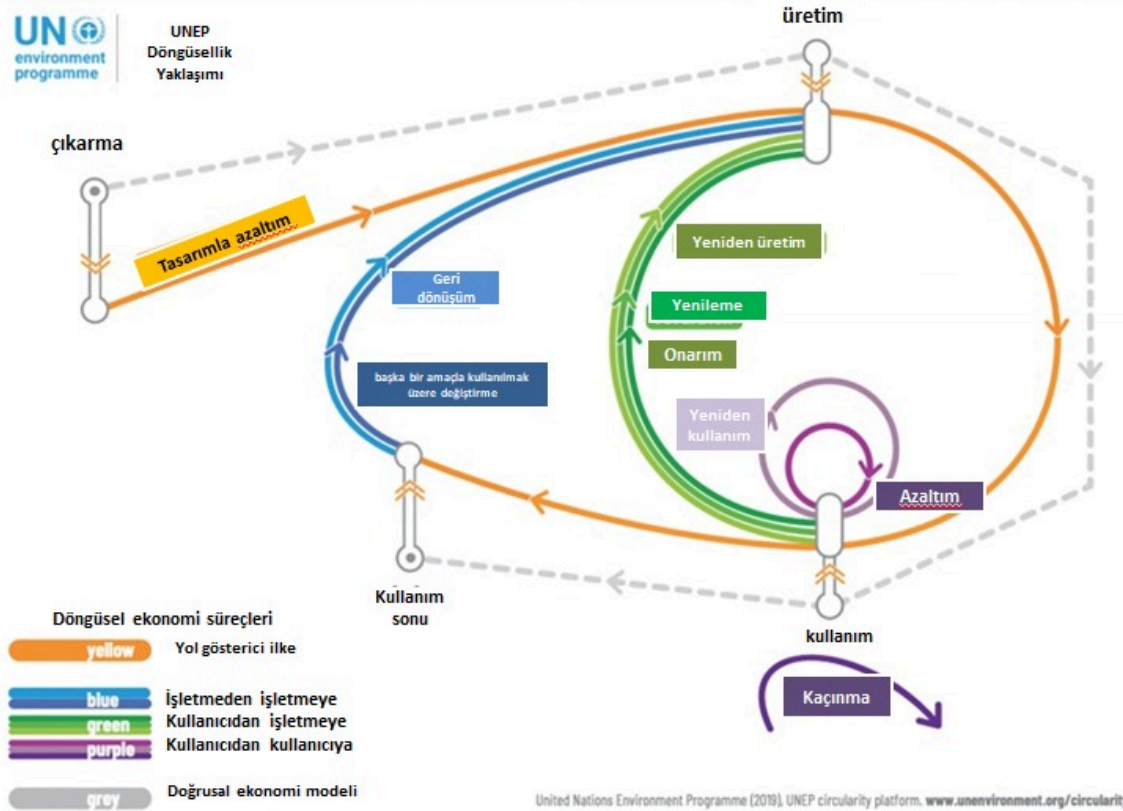 UN
environment
programme
UNEP
Döngüsellik
Yaklaşımı
üretim
çıkarma
Tasarımla azaltım
Yeniden üretim
Geri
dönüşüm
Yenileme
Onarım
başka bir amaçla kullanılmak
üzere değiştirme
Yeniden
kullanım
Azaltım
Kullanım
sonu
kullanım
Kaçınma
Döngüsel ekonomi süreçleri
yellow Yol gösterici ilke
blue İşletmeden işletmeye
green Kullanıcıdan işletmeye
purple Kullanıcıdan kullanıcıya
grey Doğrusal ekonomi modeli
United Nations Environment Programme (2019). UNEP circularity platform. www.unenvironment.org/circularit